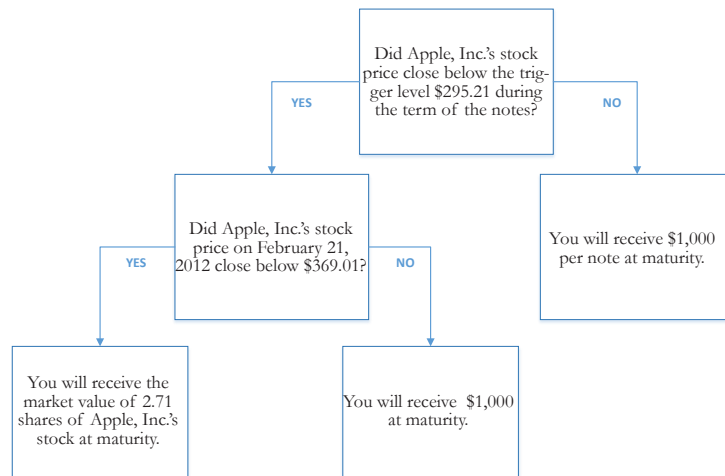 Did Apple, Inc.'s stock
price close below the trig-
ger level $295.21 during
the term of the notes?
YES
NO
Did Apple, Inc.'s stock
price on February 21,
2012 close below $369.01?
You will receive $1,000
per note at maturity.
YES
NO
You will receive the
market value of 2.71
shares of Apple, Inc.'s
stock at maturity.
You will receive $1,000
at maturity.